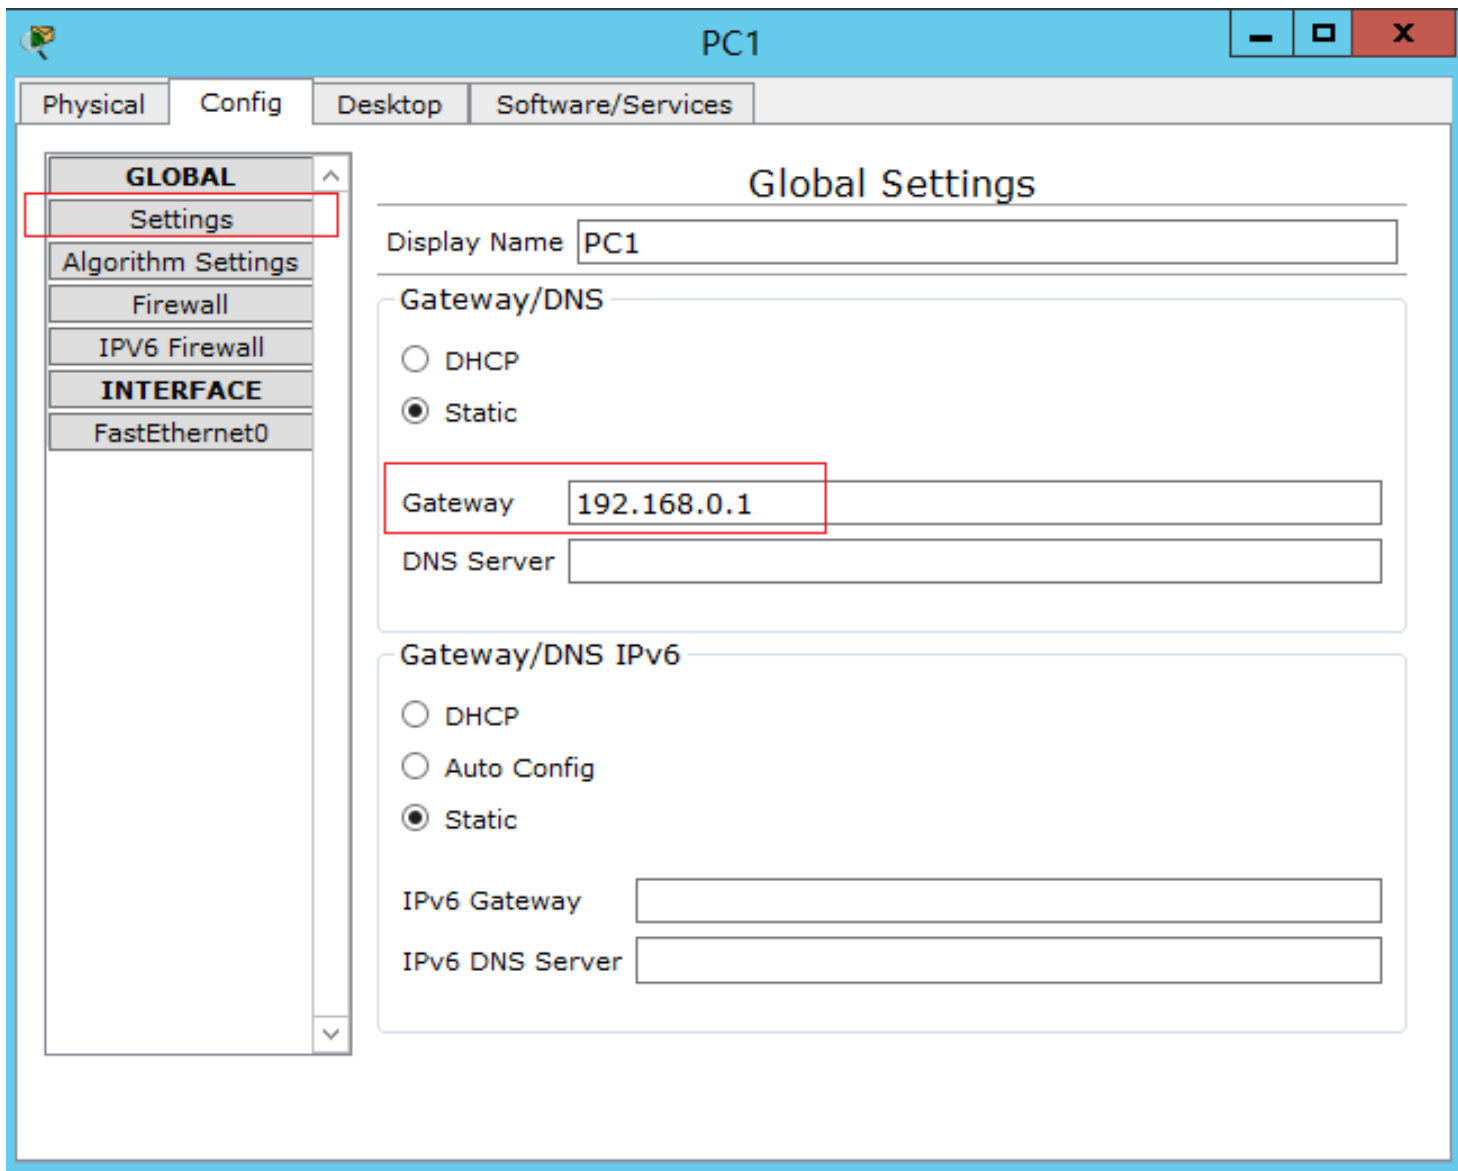 PC1
Physical Config Desktop Software/Services
GLOBAL
Settings
Algorithm Settings
Firewall
IPV6 Firewall
INTERFACE
FastEthernet0
Global Settings
Display Name PC1
Gateway/DNS
DHCP
Static
Gateway 192.168.0.1
DNS Server
Gateway/DNS IPv6
DHCP
Auto Config
Static
IPv6 Gateway
IPv6 DNS Server